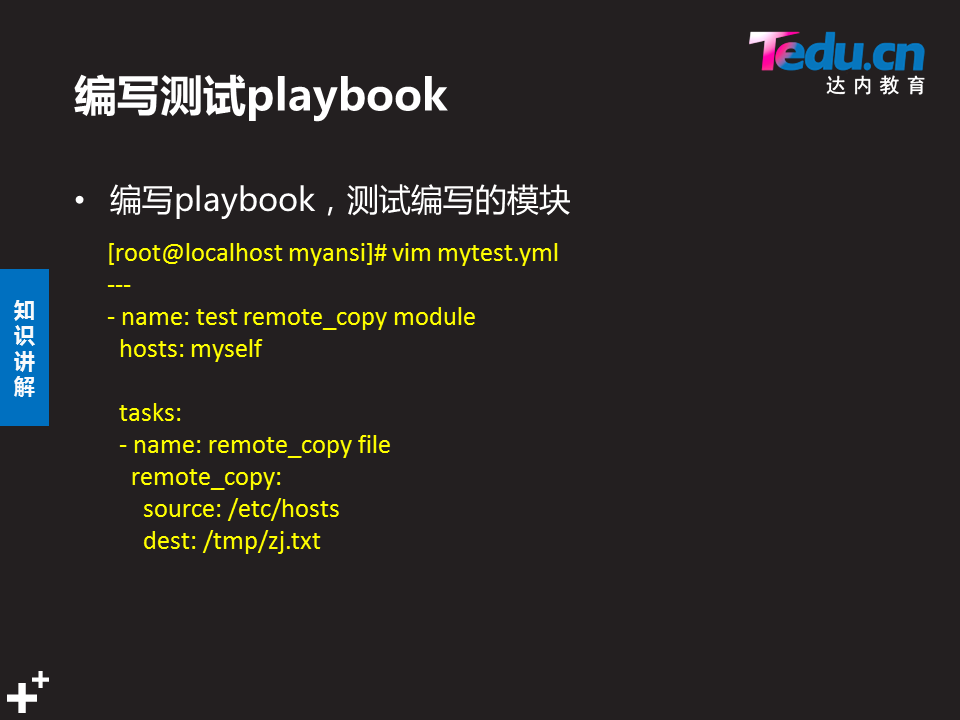 Tedu.cn
达内教育
编写测试playbook
• 编写playbook，测试编写的模块
[root@localhost myansi]# vim mytest.yml
---
- name: test remote_copy module
  hosts: myself
  tasks:
  - name: remote_copy file
    remote_copy:
      source: /etc/hosts
      dest: /tmp/zj.txt
知识讲解